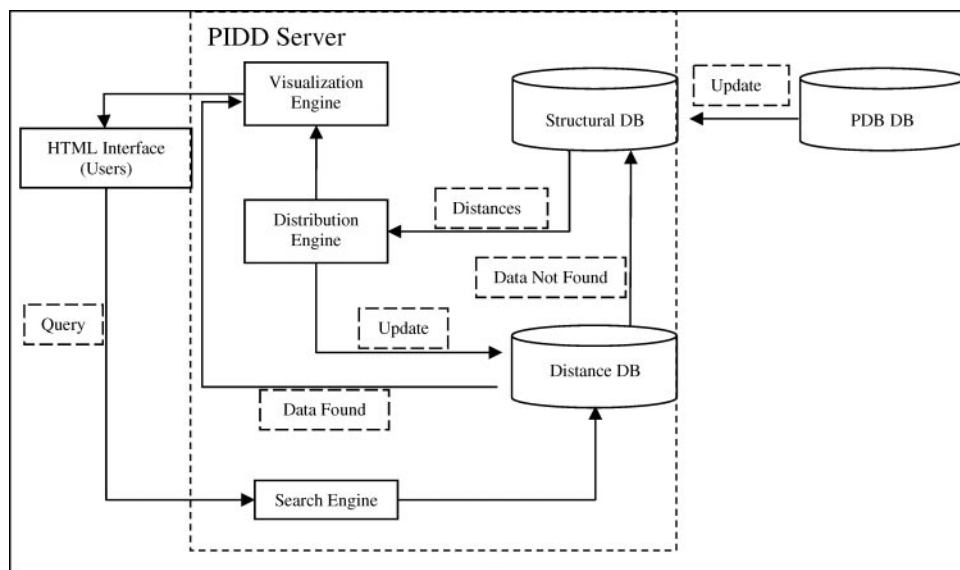 PIDD Server
Visualization
Engine
Structural DB
Update
PDB DB
HTML Interface
(Users)
Distribution
Engine
Distances
Data Not Found
Query
Update
Distance DB
Data Found
Search Engine